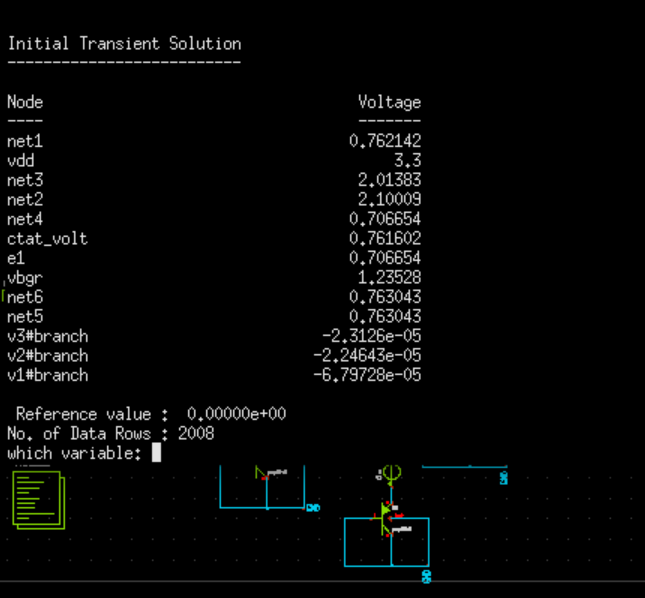 Initial Transient Solution
--------------------------
Node Voltage
---- -------
net1 0.762142
vdd 3.3
net3 2.01383
net2 2.10009
net4 0.706654
ctat_volt 0.761602
e1 0.706654
vbgr 1.23528
net6 0.763043
net5 0.763043
v3#branch -2.3126e-05
v2#branch -2.24643e-05
v1#branch -6.79728e-05
Reference value : 0.00000e+00
No. of Data Rows : 2008
which variable:
GND
GND
GND